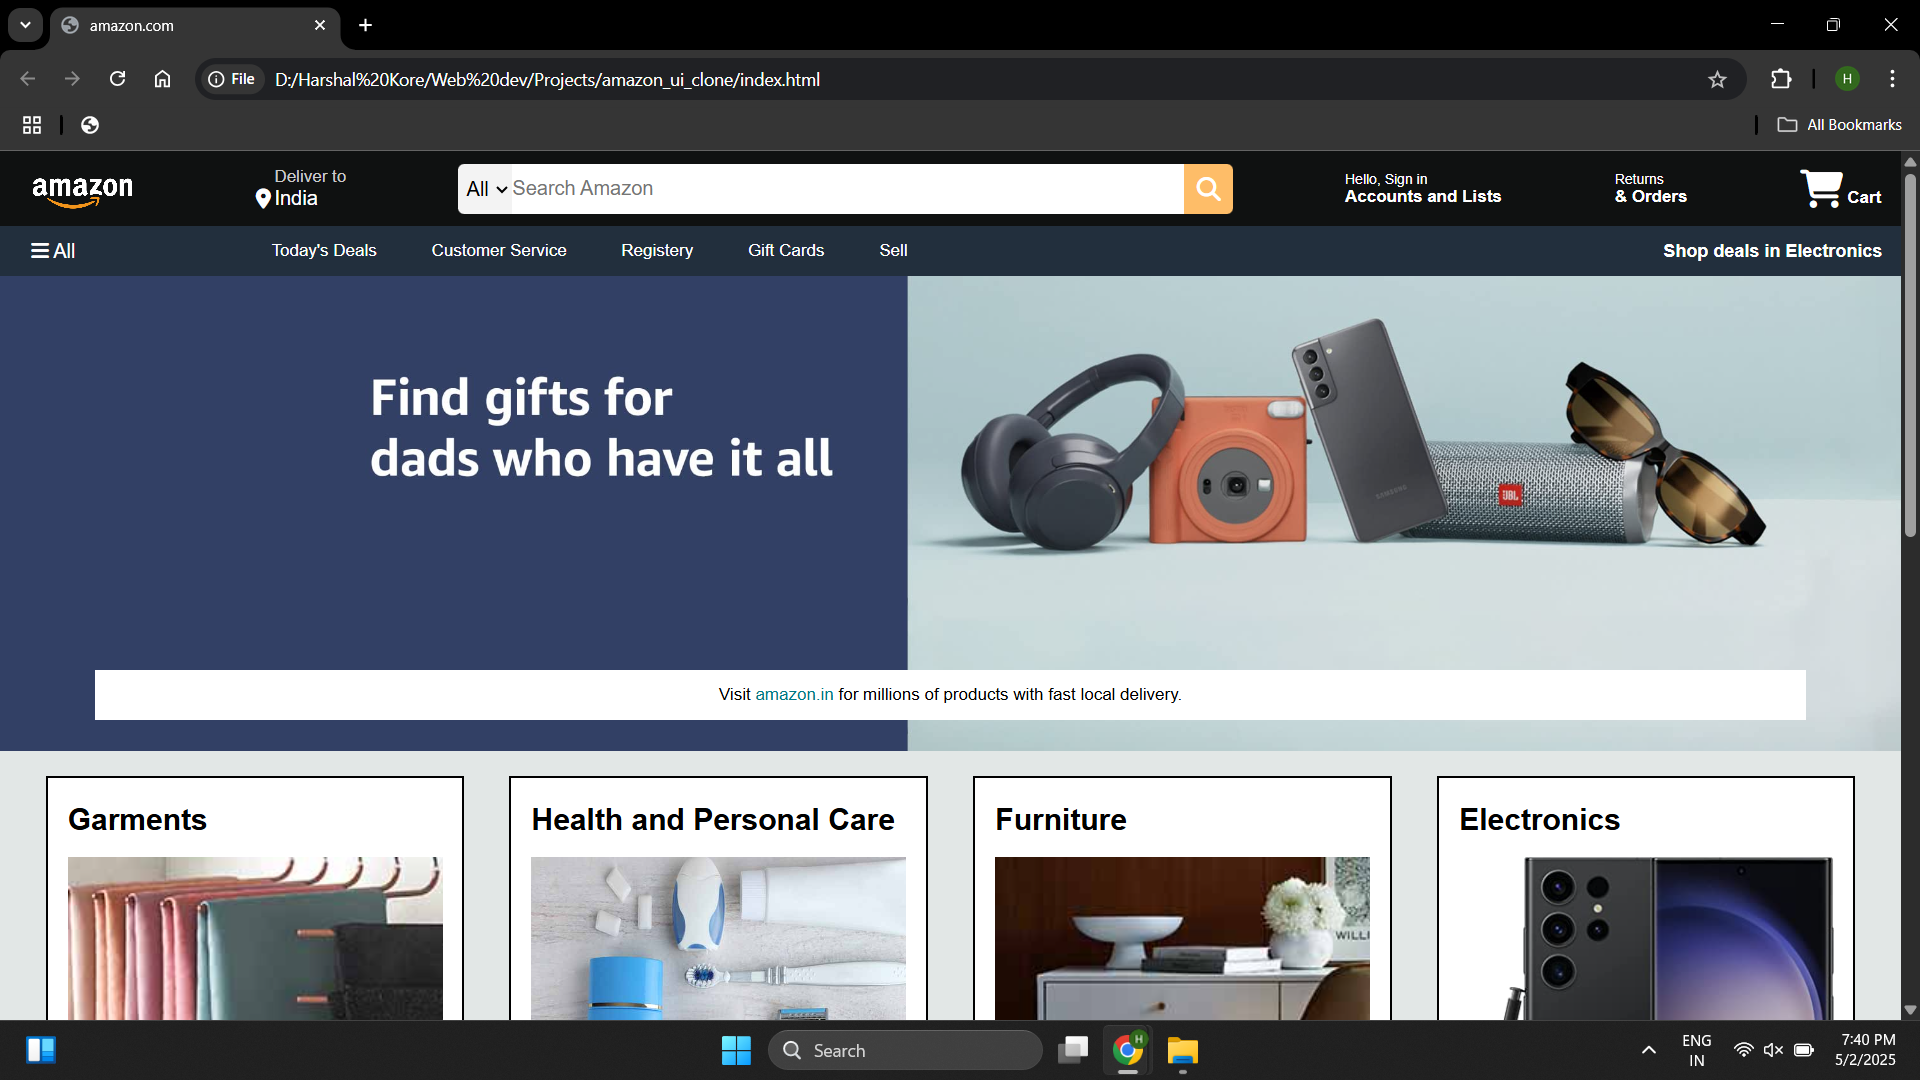 amazon.com
File
D:/Harshal%20Kore/Web%20dev/Projects/amazon_ui_clone/index.html
H
All Bookmarks
amazon
Deliver to
India
All
Search Amazon
Hello, Sign in
Accounts and Lists
Returns
& Orders
Cart
All
Today's Deals
Customer Service
Registery
Gift Cards
Sell
Shop deals in Electronics
Find gifts for
dads who have it all
SAMSUNG
JBL
Visit amazon.in for millions of products with fast local delivery.
Garments
Health and Personal Care
Furniture
Electronics
WILLI
Search
H
ENG
IN
7:40 PM
5/2/2025